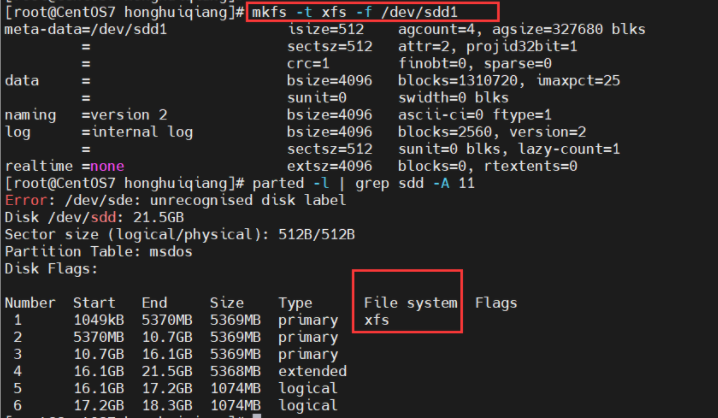 [root@CentOS7 honghuiqiang]# mkfs -t xfs -f /dev/sdd1
meta-data=/dev/sdd1              isize=512    agcount=4, agsize=327680 blks
         =                       sectsz=512   attr=2, projid32bit=1
         =                       crc=1        finobt=0, sparse=0
data     =                       bsize=4096   blocks=1310720, imaxpct=25
         =                       sunit=0      swidth=0 blks
naming   =version 2              bsize=4096   ascii-ci=0 ftype=1
log      =internal log           bsize=4096   blocks=2560, version=2
         =                       sectsz=512   sunit=0 blks, lazy-count=1
realtime =none                   extsz=4096   blocks=0, rtextents=0
[root@CentOS7 honghuiqiang]# parted -l | grep sdd -A 11
Error: /dev/sde: unrecognised disk label
Disk /dev/sdd: 21.5GB
Sector size (logical/physical): 512B/512B
Partition Table: msdos
Disk Flags:
Number  Start   End     Size    Type      File system  Flags
 1      1049kB  5370MB  5369MB  primary   xfs
 2      5370MB  10.7GB  5369MB  primary
 3      10.7GB  16.1GB  5369MB  primary
 4      16.1GB  21.5GB  5368MB  extended
 5      16.1GB  17.2GB  1074MB  logical
 6      17.2GB  18.3GB  1074MB  logical